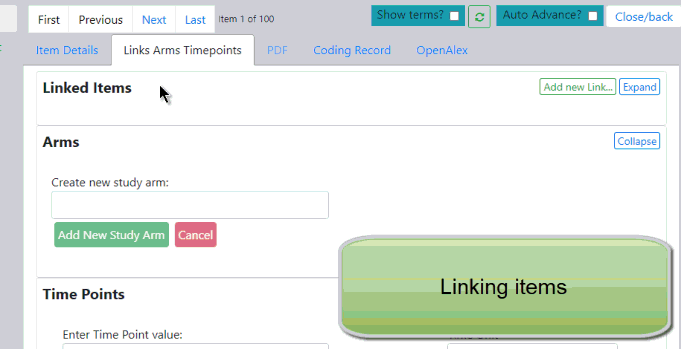 First Previous Next Last Item 1 of 100 Show terms? Auto Advance? Close/back
Item Details Links Arms Timepoints PDF Coding Record OpenAlex
Linked Items Add new Link... Expand
Arms Collapse
Create new study arm:
Add New Study Arm Cancel
Linking items
Time Points
Enter Time Point value: